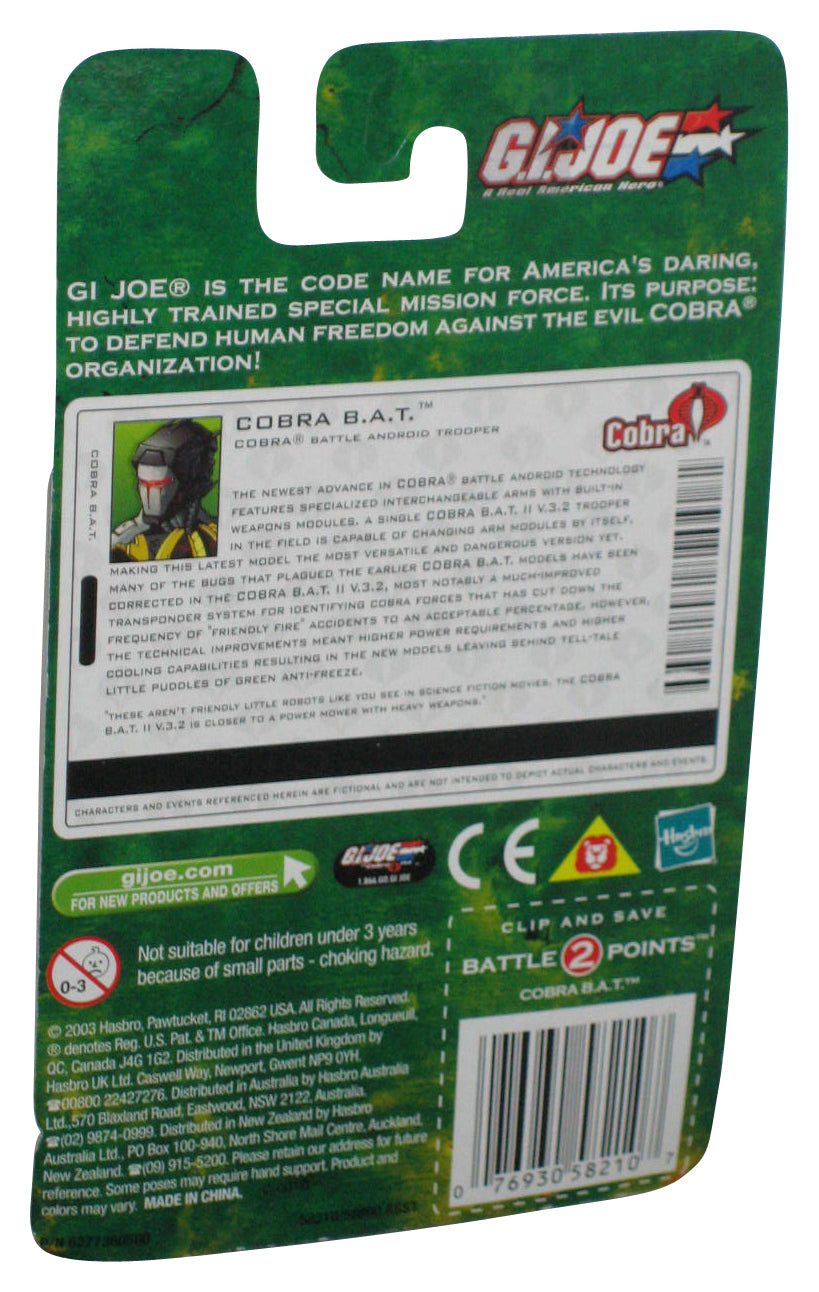 G.I. JOE
A Real American Hero
GI JOE® IS THE CODE NAME FOR AMERICA'S DARING,
HIGHLY TRAINED SPECIAL MISSION FORCE. ITS PURPOSE:
TO DEFEND HUMAN FREEDOM AGAINST THE EVIL COBRA®
ORGANIZATION!
COBRA B.A.T.™
COBRA® BATTLE ANDROID TROOPER
Cobra™
COBRA B.A.T.
THE NEWEST ADVANCE IN COBRA® BATTLE ANDROID TECHNOLOGY
FEATURES SPECIALIZED INTERCHANGEABLE ARMS WITH BUILT-IN
WEAPONS MODULES. A SINGLE COBRA B.A.T. II V.3.2 TROOPER
IN THE FIELD IS CAPABLE OF CHANGING ARM MODULES BY ITSELF,
MAKING THIS LATEST MODEL THE MOST VERSATILE AND DANGEROUS VERSION YET.
MANY OF THE BUGS THAT PLAGUED THE EARLIER COBRA B.A.T. MODELS HAVE BEEN
CORRECTED IN THE COBRA B.A.T. II V.3.2, MOST NOTABLY A MUCH-IMPROVED
TRANSPONDER SYSTEM FOR IDENTIFYING COBRA FORCES THAT HAS CUT DOWN THE
FREQUENCY OF "FRIENDLY FIRE" ACCIDENTS TO AN ACCEPTABLE PERCENTAGE. HOWEVER,
THE TECHNICAL IMPROVEMENTS MEANT HIGHER POWER REQUIREMENTS AND HIGHER
COOLING CAPABILITIES RESULTING IN THE NEW MODELS LEAVING BEHIND TELL-TALE
LITTLE PUDDLES OF GREEN ANTI-FREEZE.
"THESE AREN'T FRIENDLY LITTLE ROBOTS LIKE YOU SEE IN SCIENCE FICTION MOVIES. THE COBRA
B.A.T. II V.3.2 IS CLOSER TO A POWER MOWER WITH HEAVY WEAPONS."
CHARACTERS AND EVENTS REFERENCED HEREIN ARE FICTIONAL AND ARE NOT INTENDED TO DEPICT ACTUAL CHARACTERS AND EVENTS.
gijoe.com
FOR NEW PRODUCTS AND OFFERS
G.I. JOE
1.866.GO.GI JOE
CE
Hasbro
0-3
Not suitable for children under 3 years
because of small parts - choking hazard.
© 2003 Hasbro, Pawtucket, RI 02862 USA. All Rights Reserved.
® denotes Reg. U.S. Pat. & TM Office. Hasbro Canada, Longueuil,
QC, Canada J4G 1G2. Distributed in the United Kingdom by
Hasbro UK Ltd. Caswell Way, Newport, Gwent NP9 0YH.
☎00800 22427276. Distributed in Australia by Hasbro Australia
Ltd.,570 Blaxland Road, Eastwood, NSW 2122, Australia.
☎(02) 9874-0999. Distributed in New Zealand by Hasbro
Australia Ltd., PO Box 100-940, North Shore Mail Centre, Auckland,
New Zealand. ☎(09) 915-5200. Please retain our address for future
reference. Some poses may require hand support. Product and
colors may vary. MADE IN CHINA.
CLIP AND SAVE
BATTLE 2 POINTS™
COBRA B.A.T.™
0 76930 58210 7